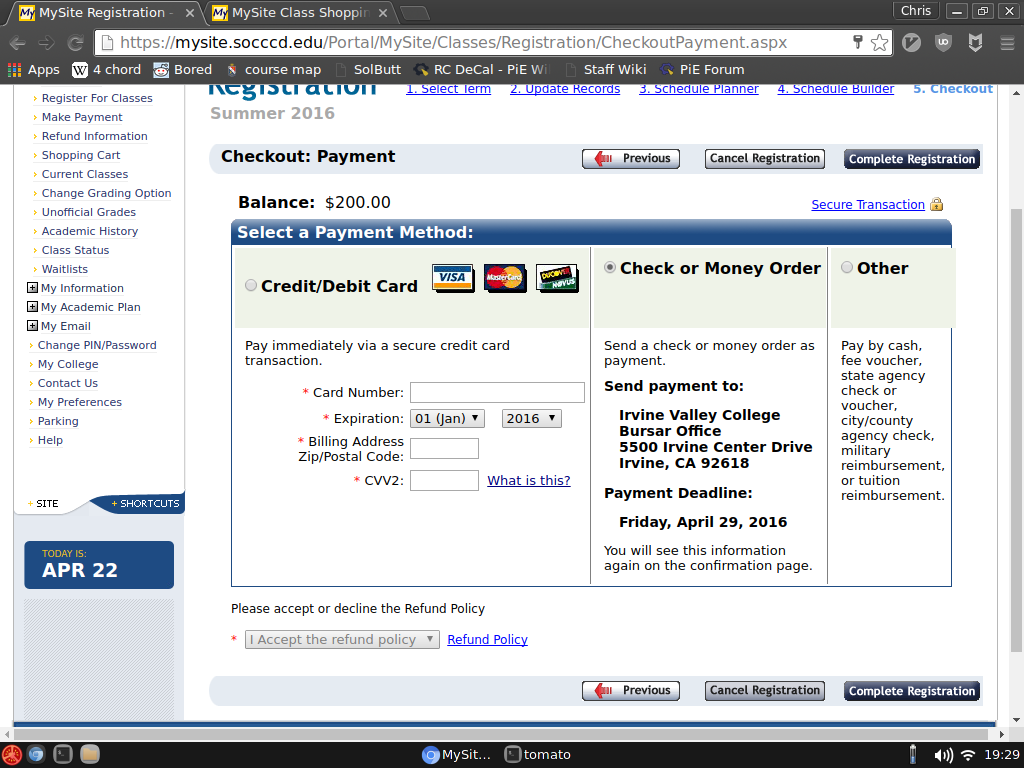 MySite Registration -
MySite Class Shoppin
Chris
https://mysite.socccd.edu/Portal/MySite/Classes/Registration/CheckoutPayment.aspx
Apps
W 4 chord
Bored
course map
SolButt
RC DeCal - PiE Wi
Staff Wiki
PiE Forum
Registration
1. Select Term
2. Update Records
3. Schedule Planner
4. Schedule Builder
5. Checkout
Summer 2016
Register For Classes
Make Payment
Refund Information
Shopping Cart
Current Classes
Change Grading Option
Unofficial Grades
Academic History
Class Status
Waitlists
My Information
My Academic Plan
My Email
Change PIN/Password
My College
Contact Us
My Preferences
Parking
Help
+ SITE
+ SHORTCUTS
TODAY IS:
APR 22
Checkout: Payment
Previous
Cancel Registration
Complete Registration
Balance: $200.00
Secure Transaction
Select a Payment Method:
Credit/Debit Card
VISA
MasterCard
DISCOVER
NOVUS
Pay immediately via a secure credit card
transaction.
* Card Number:
* Expiration: 01 (Jan) 2016
* Billing Address
Zip/Postal Code:
* CVV2: What is this?
Check or Money Order
Send a check or money order as
payment.
Send payment to:
Irvine Valley College
Bursar Office
5500 Irvine Center Drive
Irvine, CA 92618
Payment Deadline:
Friday, April 29, 2016
You will see this information
again on the confirmation page.
Other
Pay by cash,
fee voucher,
state agency
check or
voucher,
city/county
agency check,
military
reimbursement,
or tuition
reimbursement.
Please accept or decline the Refund Policy
* I Accept the refund policy Refund Policy
Previous
Cancel Registration
Complete Registration
MySit...
tomato
19:29